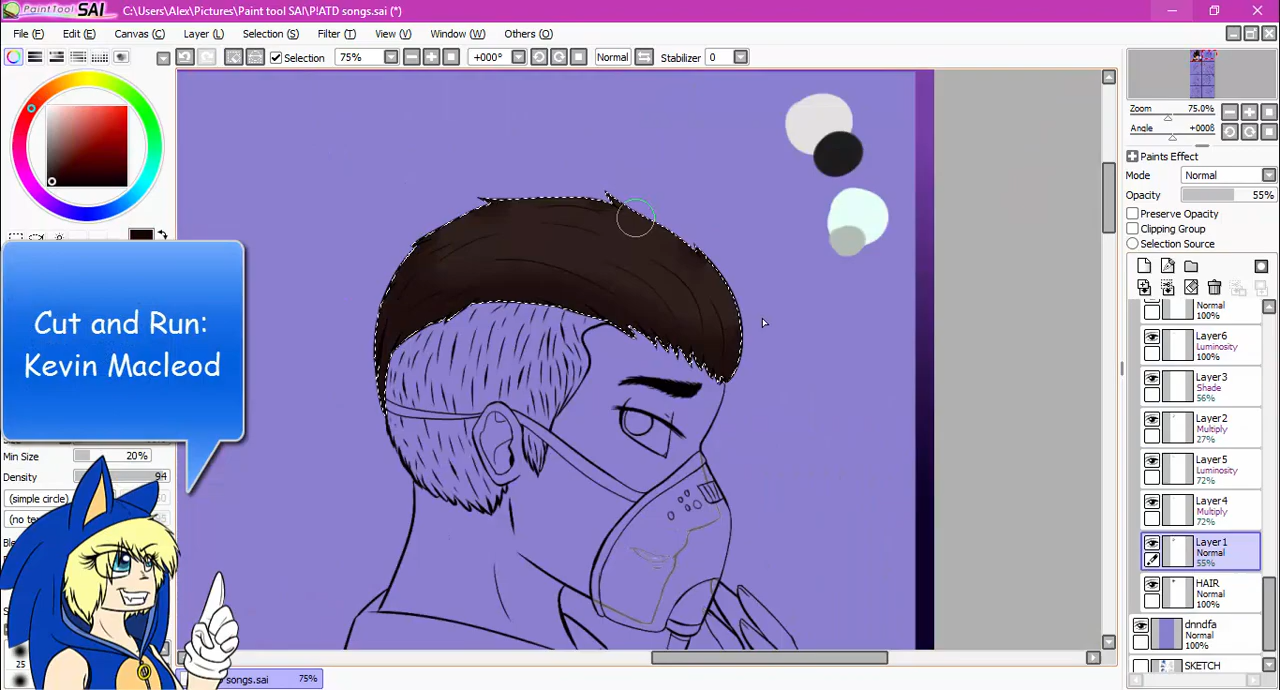 PaintTool SAI C:\Users\Alex\Pictures\Paint tool SAI\P!ATD songs.sai (*)
File (F) Edit (E) Canvas (C) Layer (L) Selection (S) Filter (T) View (V) Window (W) Others (O)
Selection 75% +000° Normal Stabilizer 0
Zoom 75.0%
Angle +000§
Paints Effect
Mode Normal
Opacity 55%
Preserve Opacity
Clipping Group
Selection Source
Normal
100%
Layer6
Luminosity
100%
Layer3
Shade
56%
Layer2
Multiply
27%
Layer5
Luminosity
72%
Layer4
Multiply
72%
Layer1
Normal
55%
HAIR
Normal
100%
dnndfa
Normal
100%
SKETCH
Cut and Run:
Kevin Macleod
Min Size 20%
Density 94
(simple circle)
25
songs.sai 75%